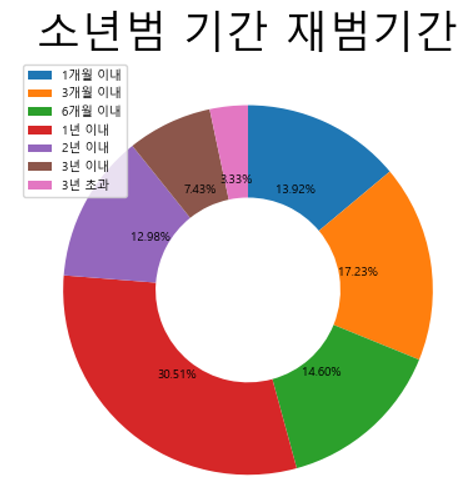 소년범 기간 재범기간
1개월 이내
3개월 이내
6개월 이내
1년 이내
2년 이내
3년 이내
3년 초과
7.43%
3.33%
13.92%
12.98%
17.23%
30.51%
14.60%